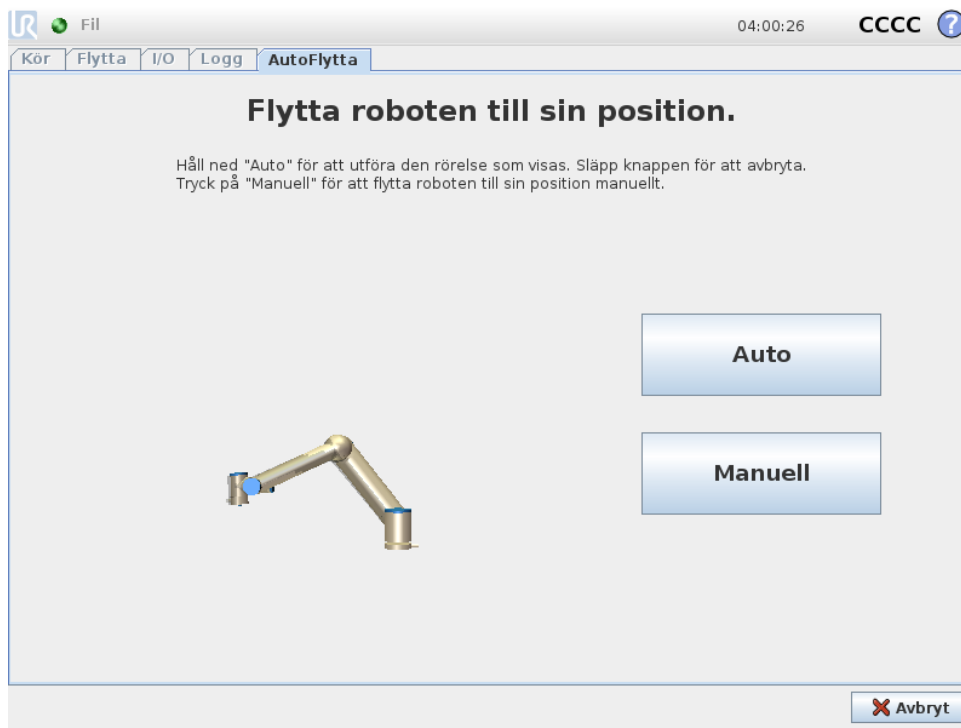 UR Fil 04:00:26 CCCC ?
Kör Flytta I/O Logg AutoFlytta
Flytta roboten till sin position.
Håll ned "Auto" för att utföra den rörelse som visas. Släpp knappen för att avbryta.
Tryck på "Manuell" för att flytta roboten till sin position manuellt.
Auto
Manuell
Avbryt